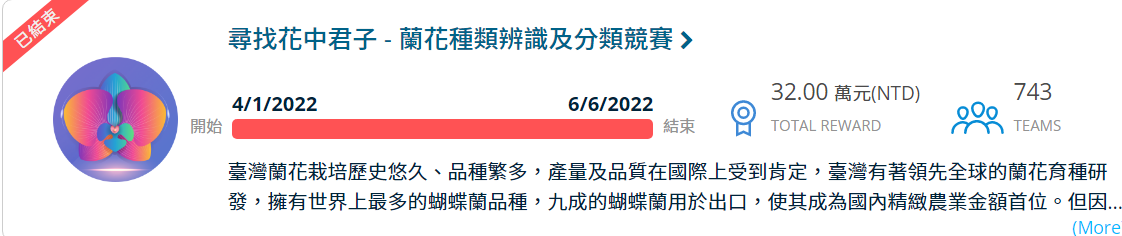 已結束
尋找花中君子 - 蘭花種類辨識及分類競賽
4/1/2022 6/6/2022
開始 結束
32.00 萬元(NTD)
TOTAL REWARD
743
TEAMS
臺灣蘭花栽培歷史悠久、品種繁多，產量及品質在國際上受到肯定，臺灣有著領先全球的蘭花育種研
發，擁有世界上最多的蝴蝶蘭品種，九成的蝴蝶蘭用於出口，使其成為國內精緻農業金額首位。但因...
(More)